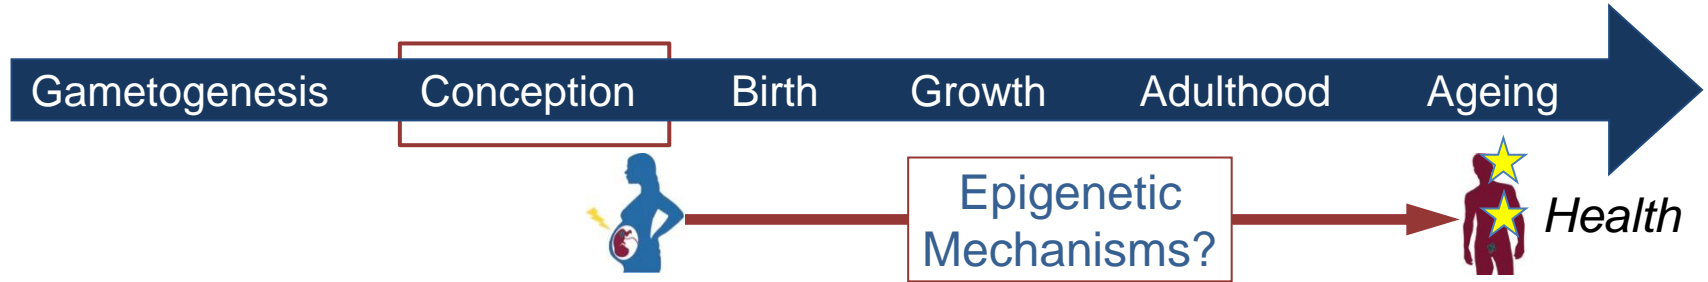 Gametogenesis Conception Birth Growth Adulthood Ageing
Epigenetic
Mechanisms?
Health